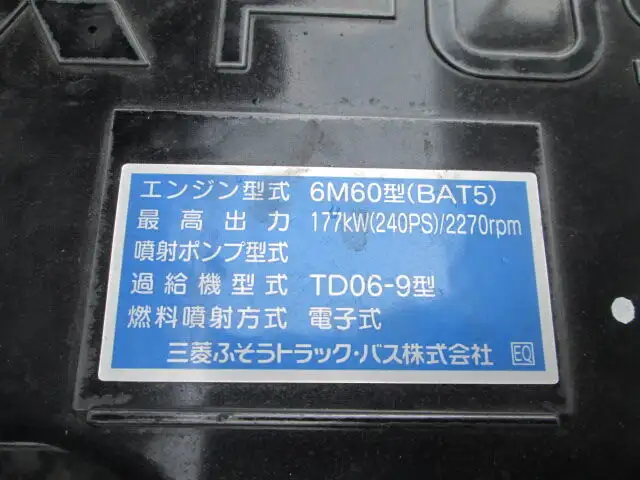 エンジン型式 6M60型(BAT5)
最高出力 177kW(240PS)/2270rpm
噴射ポンプ型式
過給機型式 TD06-9型
燃料噴射方式 電子式
三菱ふそうトラック・バス株式会社 EQ